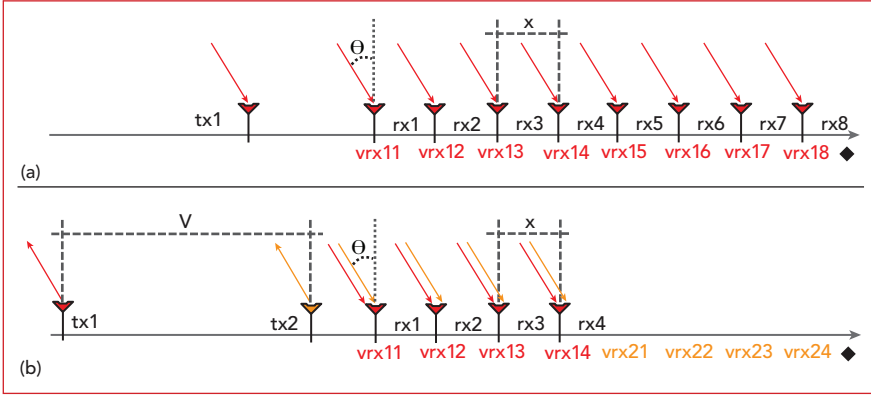 x
Ө
tx1 rx1 rx2 rx3 rx4 rx5 rx6 rx7 rx8
vrx11 vrx12 vrx13 vrx14 vrx15 vrx16 vrx17 vrx18
(a)
V x
Ө
tx1 tx2 rx1 rx2 rx3 rx4
vrx11 vrx12 vrx13 vrx14 vrx21 vrx22 vrx23 vrx24
(b)